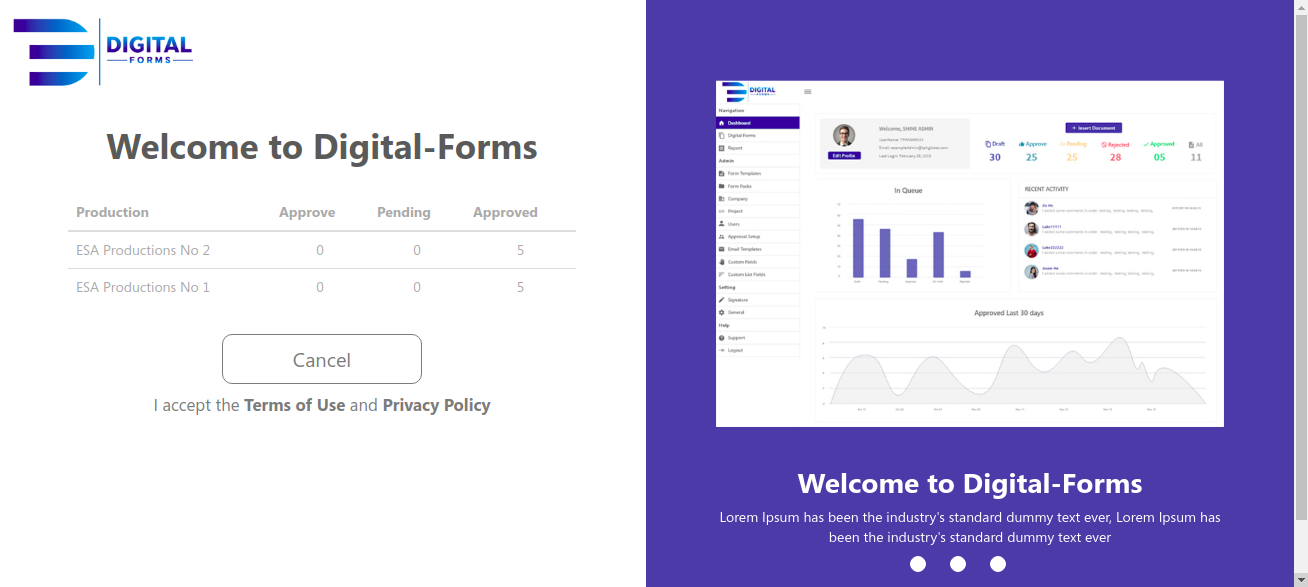 DIGITAL
FORMS
Welcome to Digital-Forms
Production Approve Pending Approved
ESA Productions No 2 0 0 5
ESA Productions No 1 0 0 5
Cancel
I accept the Terms of Use and Privacy Policy
DIGITAL
Navigation
Dashboard
Digital Forms
Report
Admin
Form Templates
Form Packs
Company
Project
Users
Approval Setup
Email Templates
Custom Fields
Custom List Fields
Setting
Signature
General
Help
Support
Logout
Welcome, SHINE ADMIN
Edit Profile
Last Login: February 28, 2019
+ Insert Document
Draft Approve Pending Rejected Approved All
30 25 25 28 05 11
In Queue
RECENT ACTIVITY
Approved Last 30 days
Welcome to Digital-Forms
Lorem Ipsum has been the industry's standard dummy text ever, Lorem Ipsum has
been the industry's standard dummy text ever